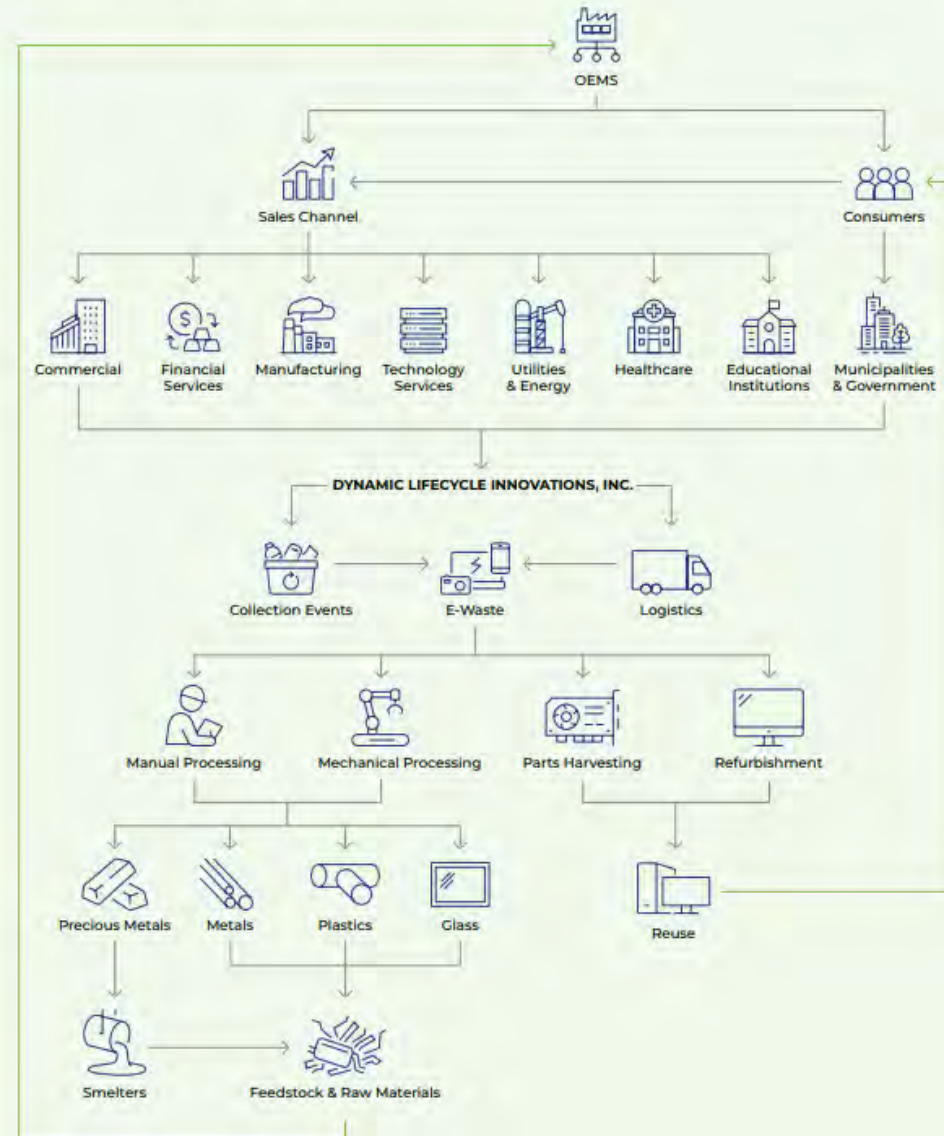 OEMS
Sales Channel
Consumers
Commercial
Financial
Services
Manufacturing
Technology
Services
Utilities
& Energy
Healthcare
Educational
Institutions
Municipalities
& Government
DYNAMIC LIFECYCLE INNOVATIONS, INC.
Collection Events
E-Waste
Logistics
Manual Processing
Mechanical Processing
Parts Harvesting
Refurbishment
Precious Metals
Metals
Plastics
Glass
Reuse
Smelters
Feedstock & Raw Materials